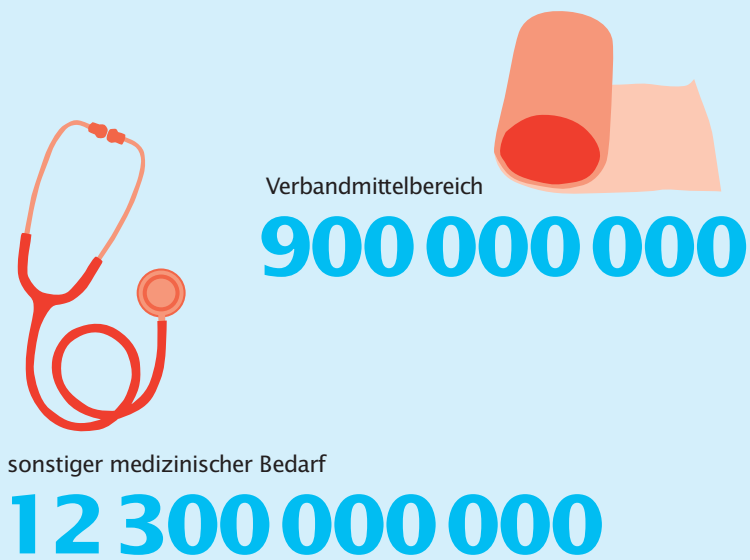 Verbandmittelbereich
900 000 000
sonstiger medizinischer Bedarf
12 300 000 000